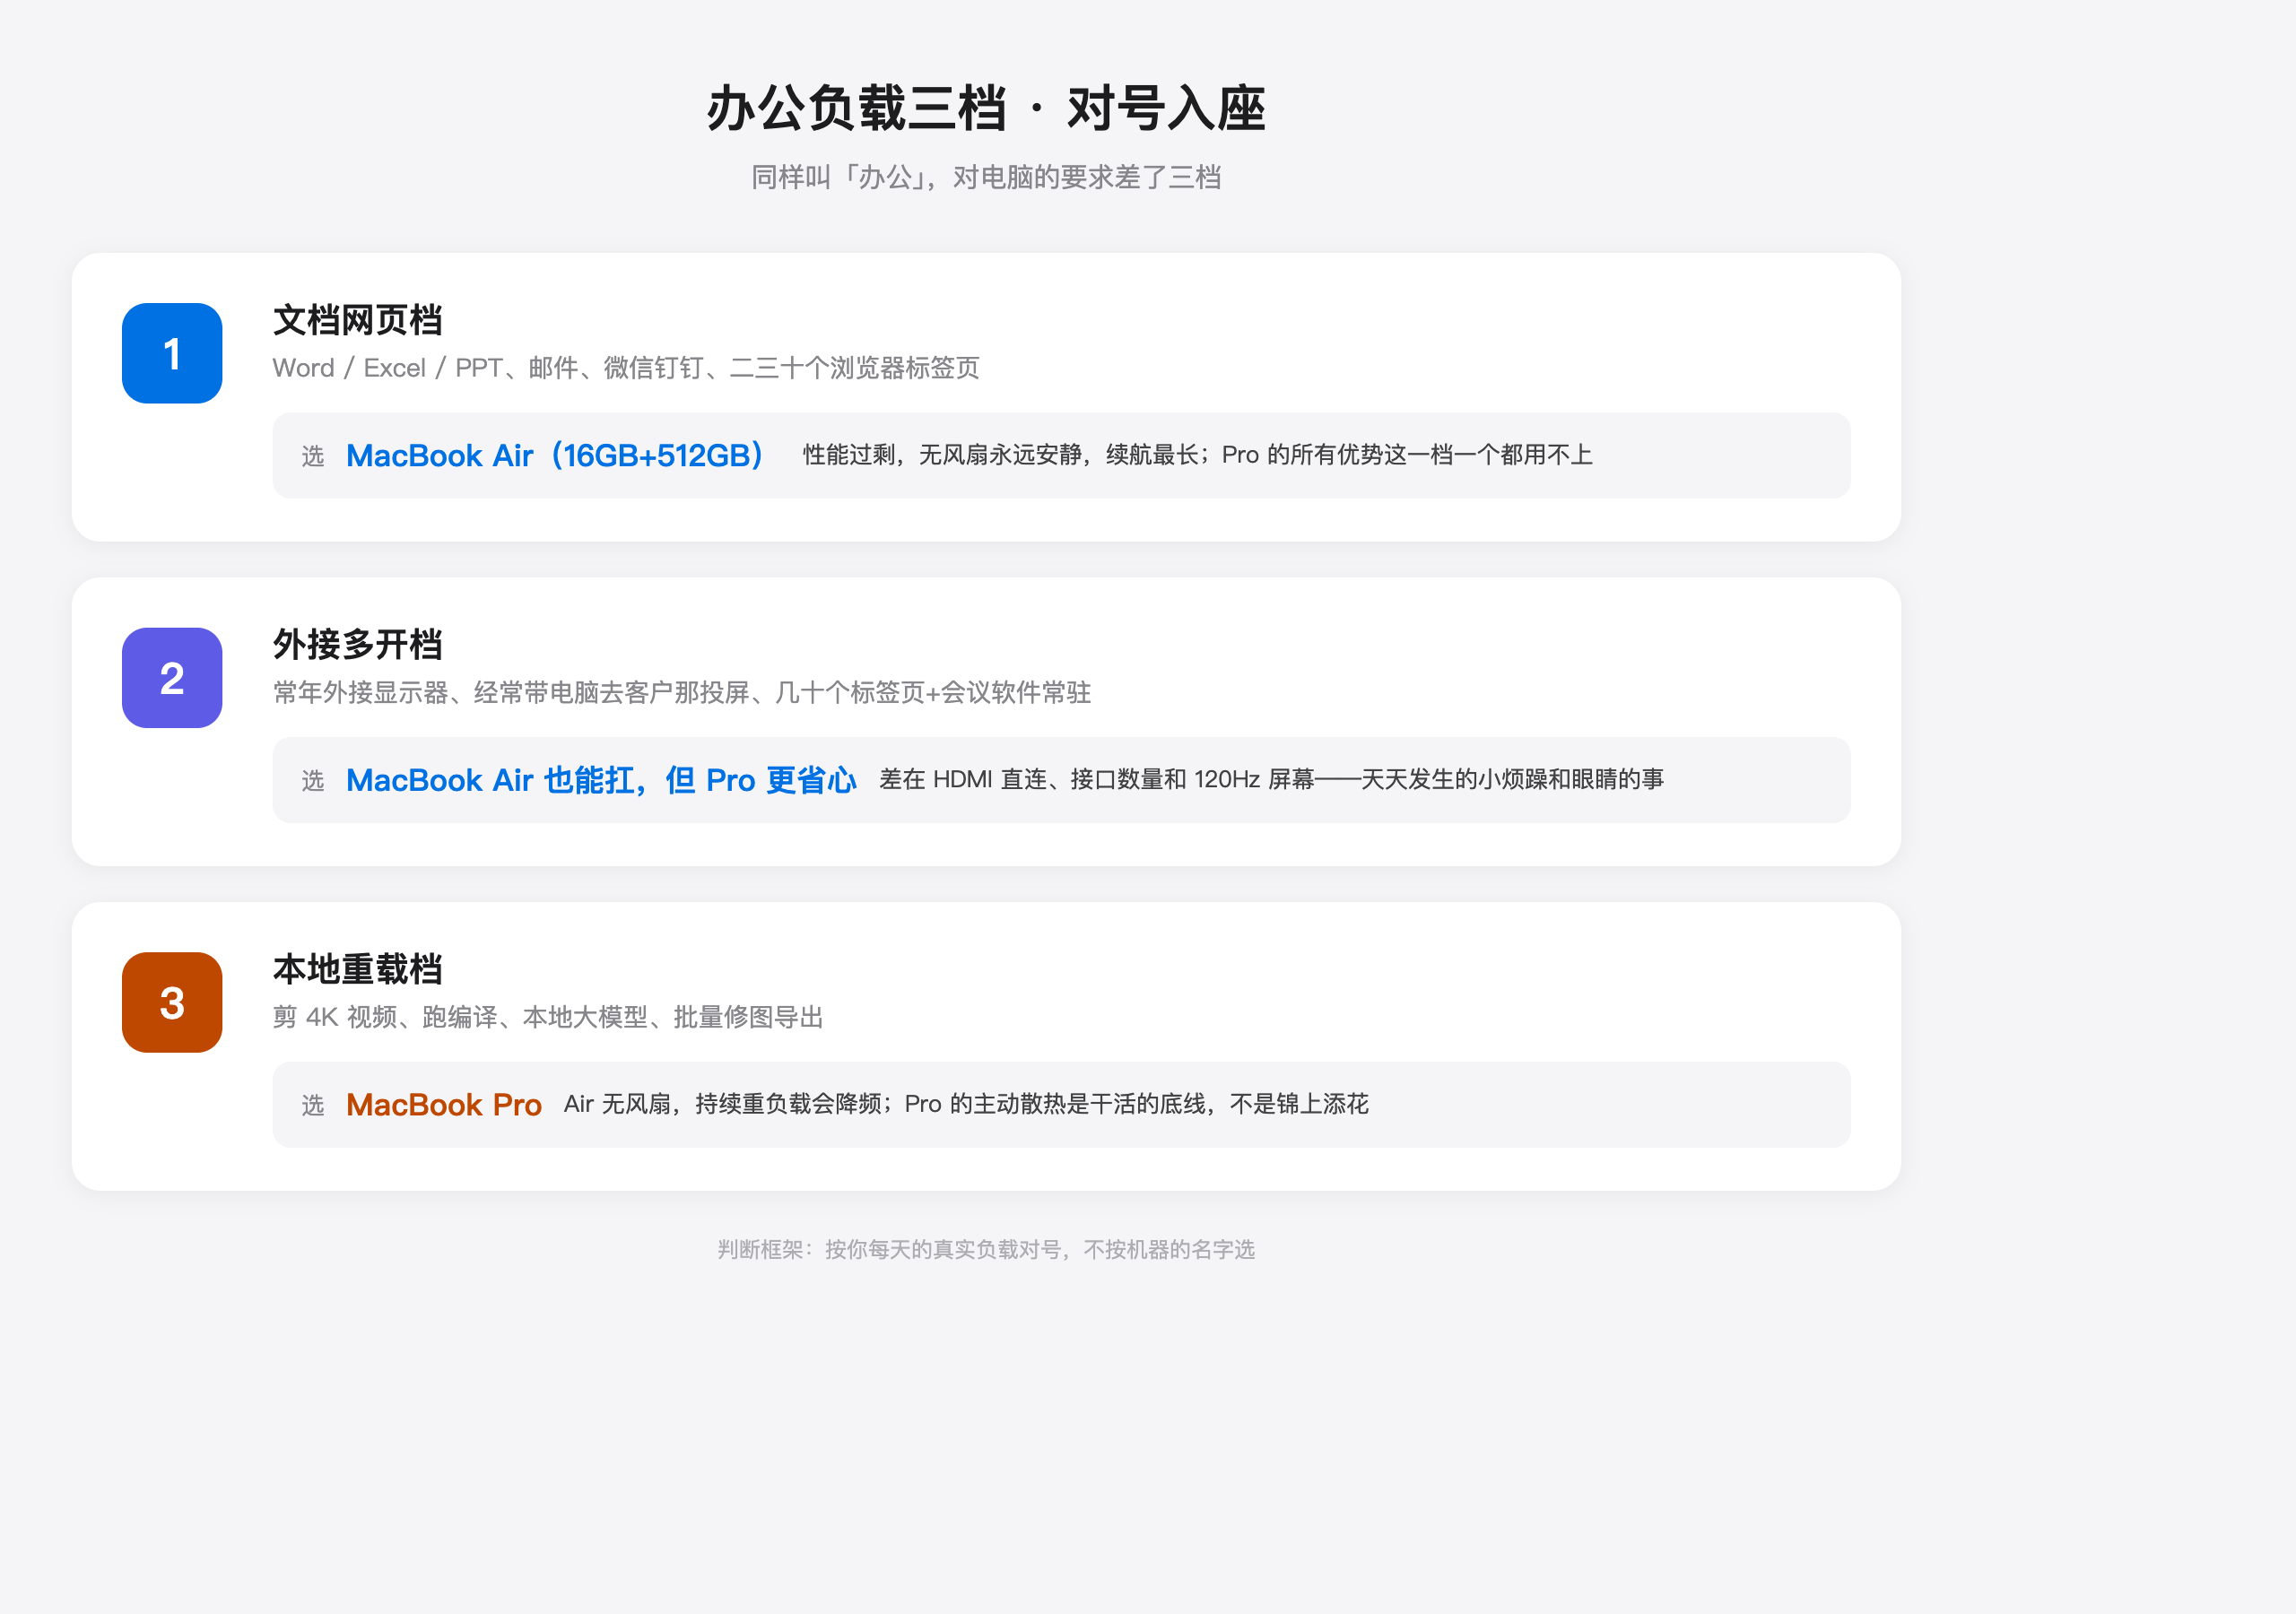 办公负载三档 · 对号入座
同样叫「办公」，对电脑的要求差了三档
1
文档网页档
Word / Excel / PPT、邮件、微信钉钉、二三十个浏览器标签页
选 MacBook Air（16GB+512GB） 性能过剩，无风扇永远安静，续航最长；Pro 的所有优势这一档一个都用不上
2
外接多开档
常年外接显示器、经常带电脑去客户那投屏、几十个标签页+会议软件常驻
选 MacBook Air 也能扛，但 Pro 更省心 差在 HDMI 直连、接口数量和 120Hz 屏幕——天天发生的小烦躁和眼睛的事
3
本地重载档
剪 4K 视频、跑编译、本地大模型、批量修图导出
选 MacBook Pro Air 无风扇，持续重负载会降频；Pro 的主动散热是干活的底线，不是锦上添花
判断框架：按你每天的真实负载对号，不按机器的名字选